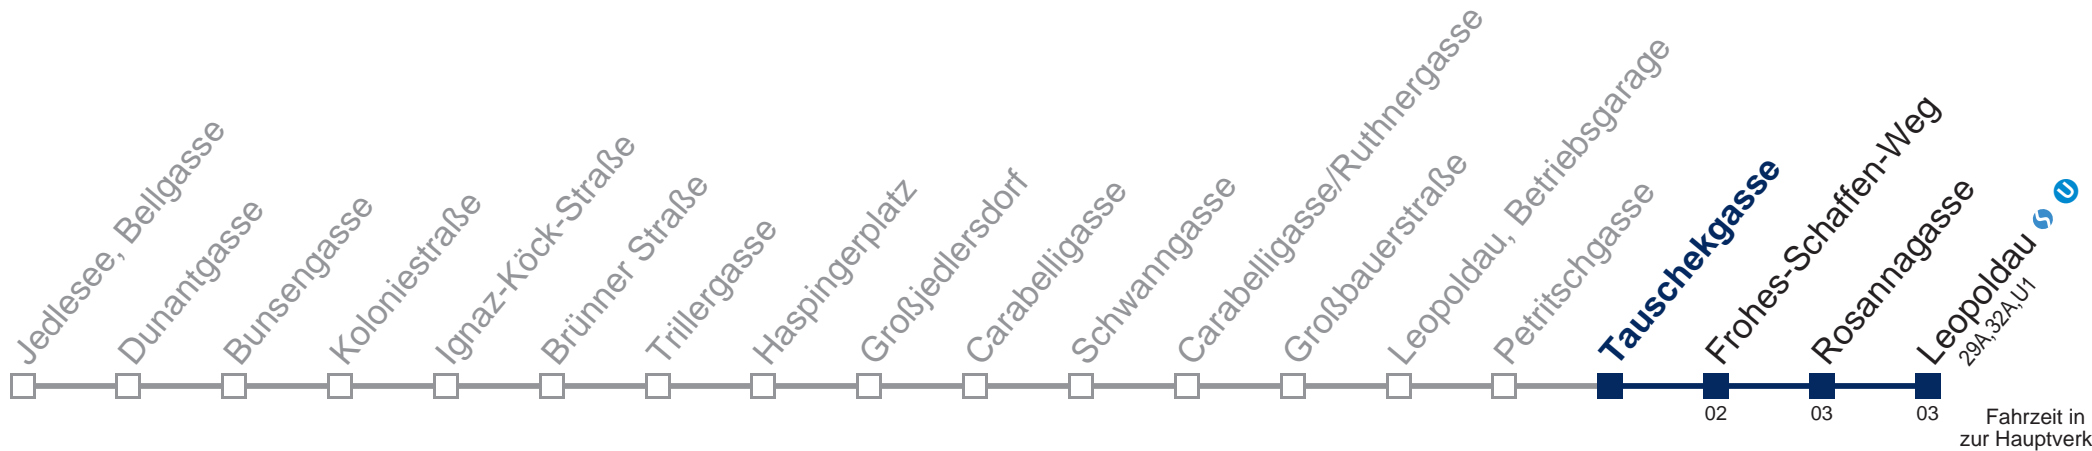 Jedlesee, Bellgasse
Dunantgasse
Bunsengasse
Koloniestraße
Ignaz-Köck-Straße
Brünner Straße
Trillergasse
Haspingerplatz
Großjedlersdorf
Carabelligasse
Schwanngasse
Carabelligasse/Ruthnergasse
Großbauerstraße
Leopoldau, Betriebsgarage
Petritschgasse
Tauschekgasse
Frohes-Schaffen-Weg
Rosannagasse
Leopoldau S U
29A,32A,U1
02
03
03
Fahrzeit in
zur Hauptverk